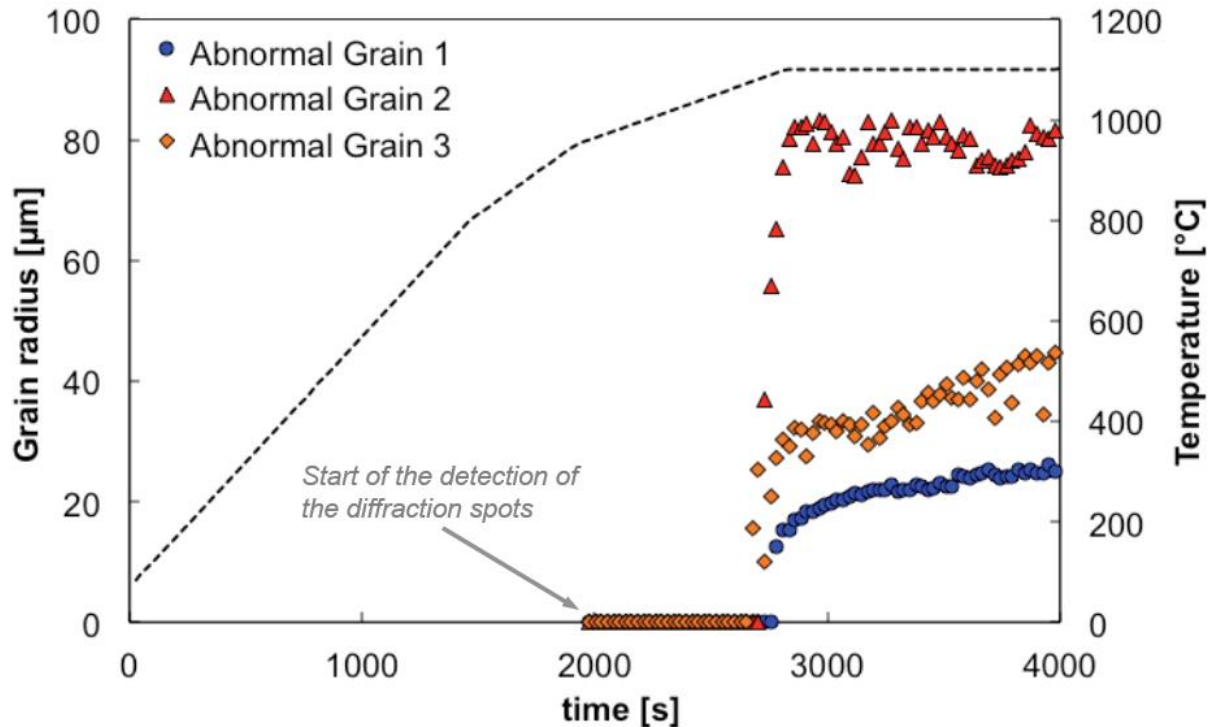 100
80
60
40
20
0
Grain radius [µm]
Abnormal Grain 1
Abnormal Grain 2
Abnormal Grain 3
Start of the detection of
the diffraction spots
1200
1000
800
600
400
200
0
Temperature [°C]
0
1000
2000
3000
4000
time [s]